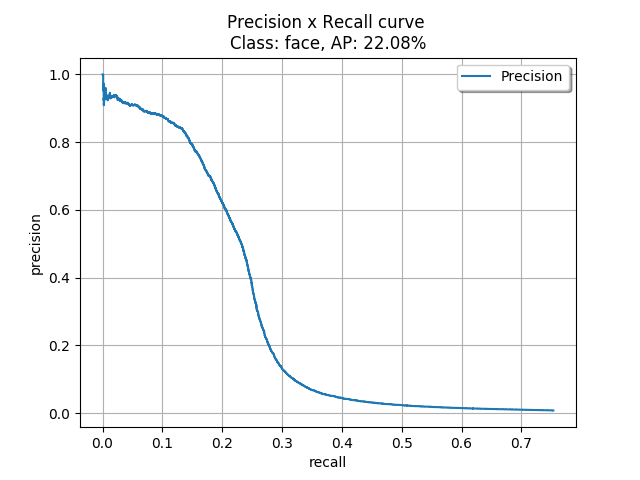 Precision x Recall curve
Class: face, AP: 22.08%
Precision
precision
1.0
0.8
0.6
0.4
0.2
0.0
0.0 0.1 0.2 0.3 0.4 0.5 0.6 0.7
recall